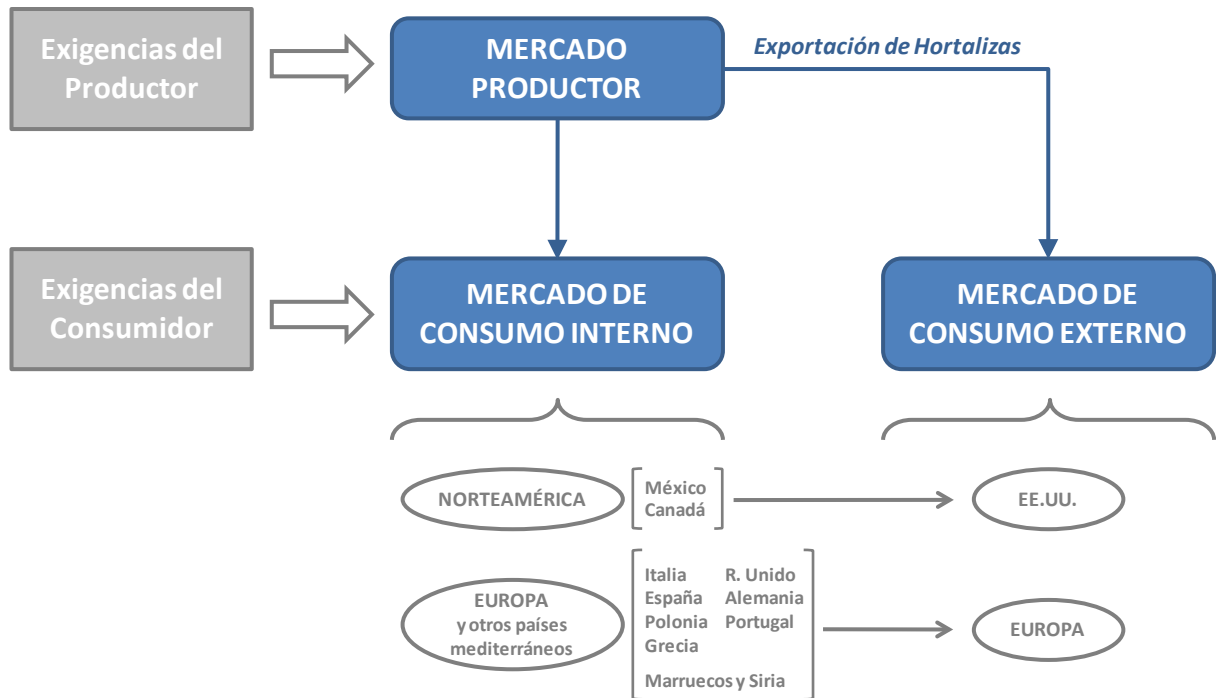 Exigencias del
Productor
MERCADO
PRODUCTOR
Exportación de Hortalizas
Exigencias del
Consumidor
MERCADO DE
CONSUMO INTERNO
MERCADO DE
CONSUMO EXTERNO
NORTEAMÉRICA
México
Canadá
EE.UU.
EUROPA
y otros países
mediterráneos
Italia R. Unido
España Alemania
Polonia Portugal
Grecia
Marruecos y Siria
EUROPA